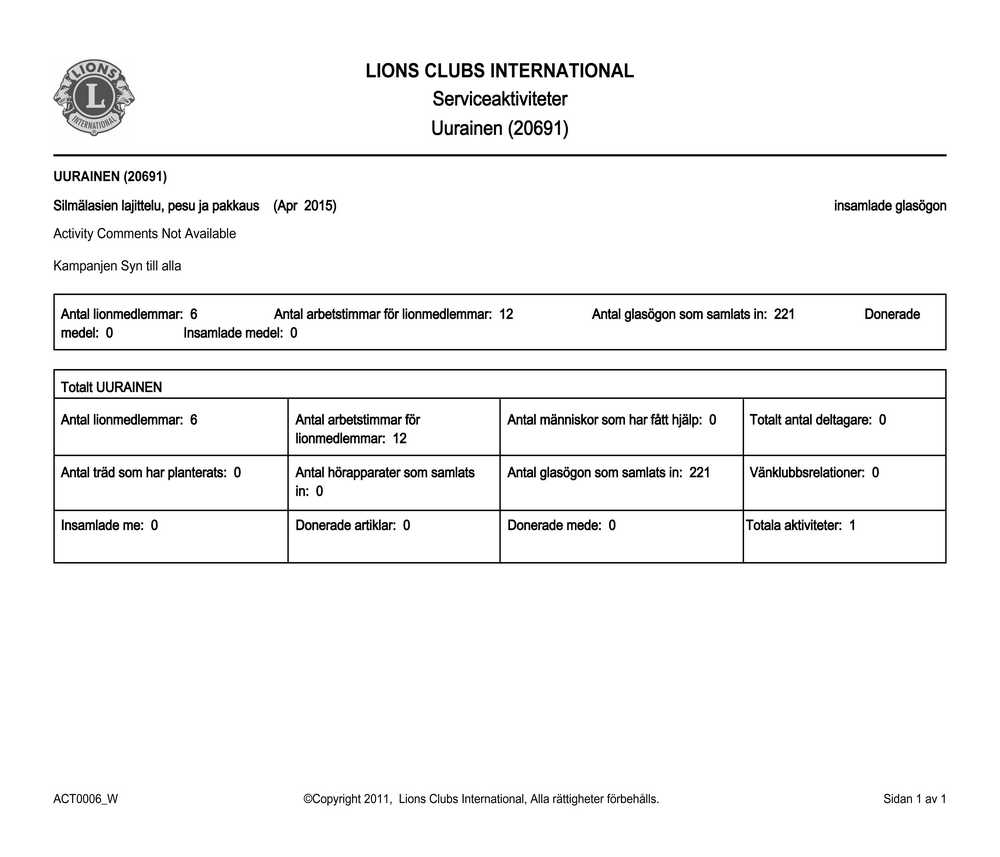 LIONS
L
INTERNATIONAL
®
LIONS CLUBS INTERNATIONAL
Serviceaktiviteter
Uurainen (20691)
UURAINEN (20691)
Silmälasien lajittelu, pesu ja pakkaus (Apr 2015) insamlade glasögon
Activity Comments Not Available
Kampanjen Syn till alla
Antal lionmedlemmar: 6 Antal arbetstimmar för lionmedlemmar: 12 Antal glasögon som samlats in: 221 Donerade
medel: 0 Insamlade medel: 0
Totalt UURAINEN
Antal lionmedlemmar: 6
Antal arbetstimmar för
lionmedlemmar: 12
Antal människor som har fått hjälp: 0
Totalt antal deltagare: 0
Antal träd som har planterats: 0
Antal hörapparater som samlats
in: 0
Antal glasögon som samlats in: 221
Vänklubbsrelationer: 0
Insamlade me: 0
Donerade artiklar: 0
Donerade mede: 0
Totala aktiviteter: 1
ACT0006_W ©Copyright 2011, Lions Clubs International, Alla rättigheter förbehålls. Sidan 1 av 1